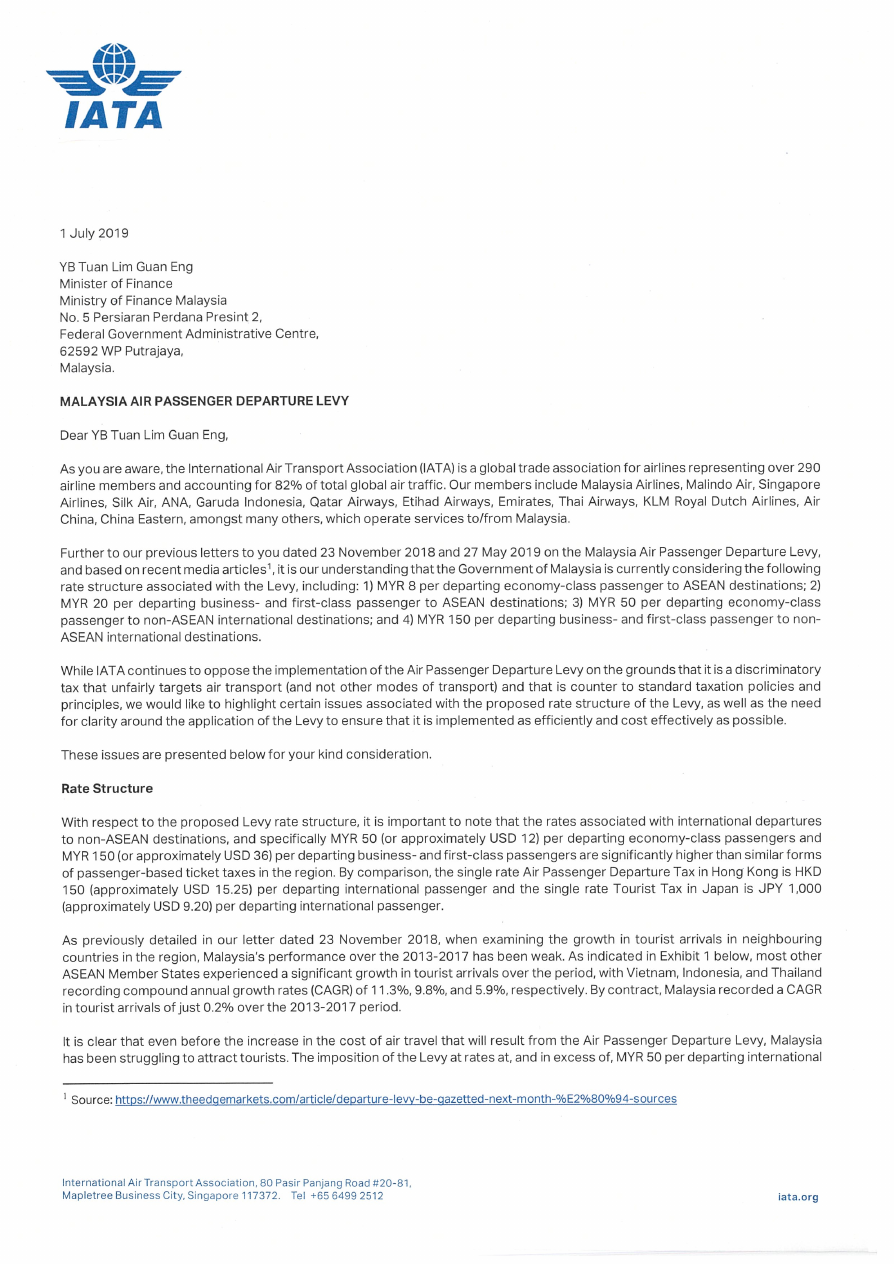 IATA
1 July 2019
YB Tuan Lim Guan Eng
Minister of Finance
Ministry of Finance Malaysia
No. 5 Persiaran Perdana Presint 2,
Federal Government Administrative Centre,
62592 WP Putrajaya,
Malaysia.
MALAYSIA AIR PASSENGER DEPARTURE LEVY
Dear YB Tuan Lim Guan Eng,
As you are aware, the International Air Transport Association (IATA) is a global trade association for airlines representing over 290
airline members and accounting for 82% of total global air traffic. Our members include Malaysia Airlines, Malindo Air, Singapore
Airlines, Silk Air, ANA, Garuda Indonesia, Qatar Airways, Etihad Airways, Emirates, Thai Airways, KLM Royal Dutch Airlines, Air
China, China Eastern, amongst many others, which operate services to/from Malaysia.
Further to our previous letters to you dated 23 November 2018 and 27 May 2019 on the Malaysia Air Passenger Departure Levy,
and based on recent media articles¹, it is our understanding that the Government of Malaysia is currently considering the following
rate structure associated with the Levy, including: 1) MYR 8 per departing economy-class passenger to ASEAN destinations; 2)
MYR 20 per departing business- and first-class passenger to ASEAN destinations; 3) MYR 50 per departing economy-class
passenger to non-ASEAN international destinations; and 4) MYR 150 per departing business- and first-class passenger to non-
ASEAN international destinations.
While IATA continues to oppose the implementation of the Air Passenger Departure Levy on the grounds that it is a discriminatory
tax that unfairly targets air transport (and not other modes of transport) and that is counter to standard taxation policies and
principles, we would like to highlight certain issues associated with the proposed rate structure of the Levy, as well as the need
for clarity around the application of the Levy to ensure that it is implemented as efficiently and cost effectively as possible.
These issues are presented below for your kind consideration.
Rate Structure
With respect to the proposed Levy rate structure, it is important to note that the rates associated with international departures
to non-ASEAN destinations, and specifically MYR 50 (or approximately USD 12) per departing economy-class passengers and
MYR 150 (or approximately USD 36) per departing business- and first-class passengers are significantly higher than similar forms
of passenger-based ticket taxes in the region. By comparison, the single rate Air Passenger Departure Tax in Hong Kong is HKD
150 (approximately USD 15.25) per departing international passenger and the single rate Tourist Tax in Japan is JPY 1,000
(approximately USD 9.20) per departing international passenger.
As previously detailed in our letter dated 23 November 2018, when examining the growth in tourist arrivals in neighbouring
countries in the region, Malaysia's performance over the 2013-2017 has been weak. As indicated in Exhibit 1 below, most other
ASEAN Member States experienced a significant growth in tourist arrivals over the period, with Vietnam, Indonesia, and Thailand
recording compound annual growth rates (CAGR) of 11.3%, 9.8%, and 5.9%, respectively. By contract, Malaysia recorded a CAGR
in tourist arrivals of just 0.2% over the 2013-2017 period.
It is clear that even before the increase in the cost of air travel that will result from the Air Passenger Departure Levy, Malaysia
has been struggling to attract tourists. The imposition of the Levy at rates at, and in excess of, MYR 50 per departing international
¹ Source: https://www.theedgemarkets.com/article/departure-levy-be-gazetted-next-month-%E2%80%94-sources
International Air Transport Association, 80 Pasir Panjang Road #20-81,
Mapletree Business City, Singapore 117372. Tel +65 6499 2512
iata.org